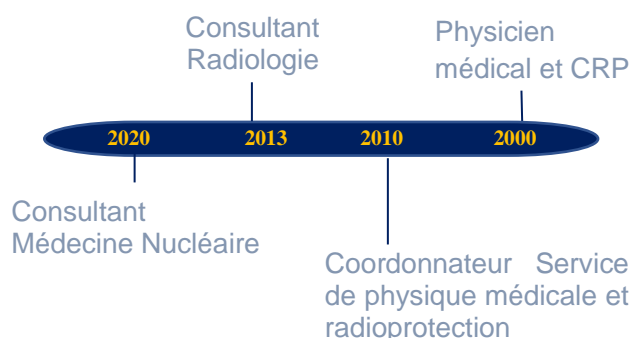 Consultant
Radiologie
Physicien
médical et CRP
2020 2013 2010 2000
Consultant
Médecine Nucléaire
Coordonnateur Service
de physique médicale et
radioprotection